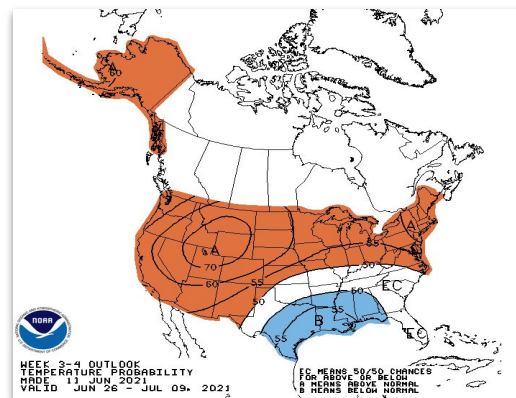 60
A
A
55
70
60
55
50
50
EC
50
55
B
55
EC
NOAA
WEEK 3-4 OUTLOOK
TEMPERATURE PROBABILITY
MADE 11 JUN 2021
VALID JUN 26 - JUL 09, 2021
EC MEANS 50/50 CHANCES
FOR ABOVE OR BELOW
A MEANS ABOVE NORMAL
B MEANS BELOW NORMAL